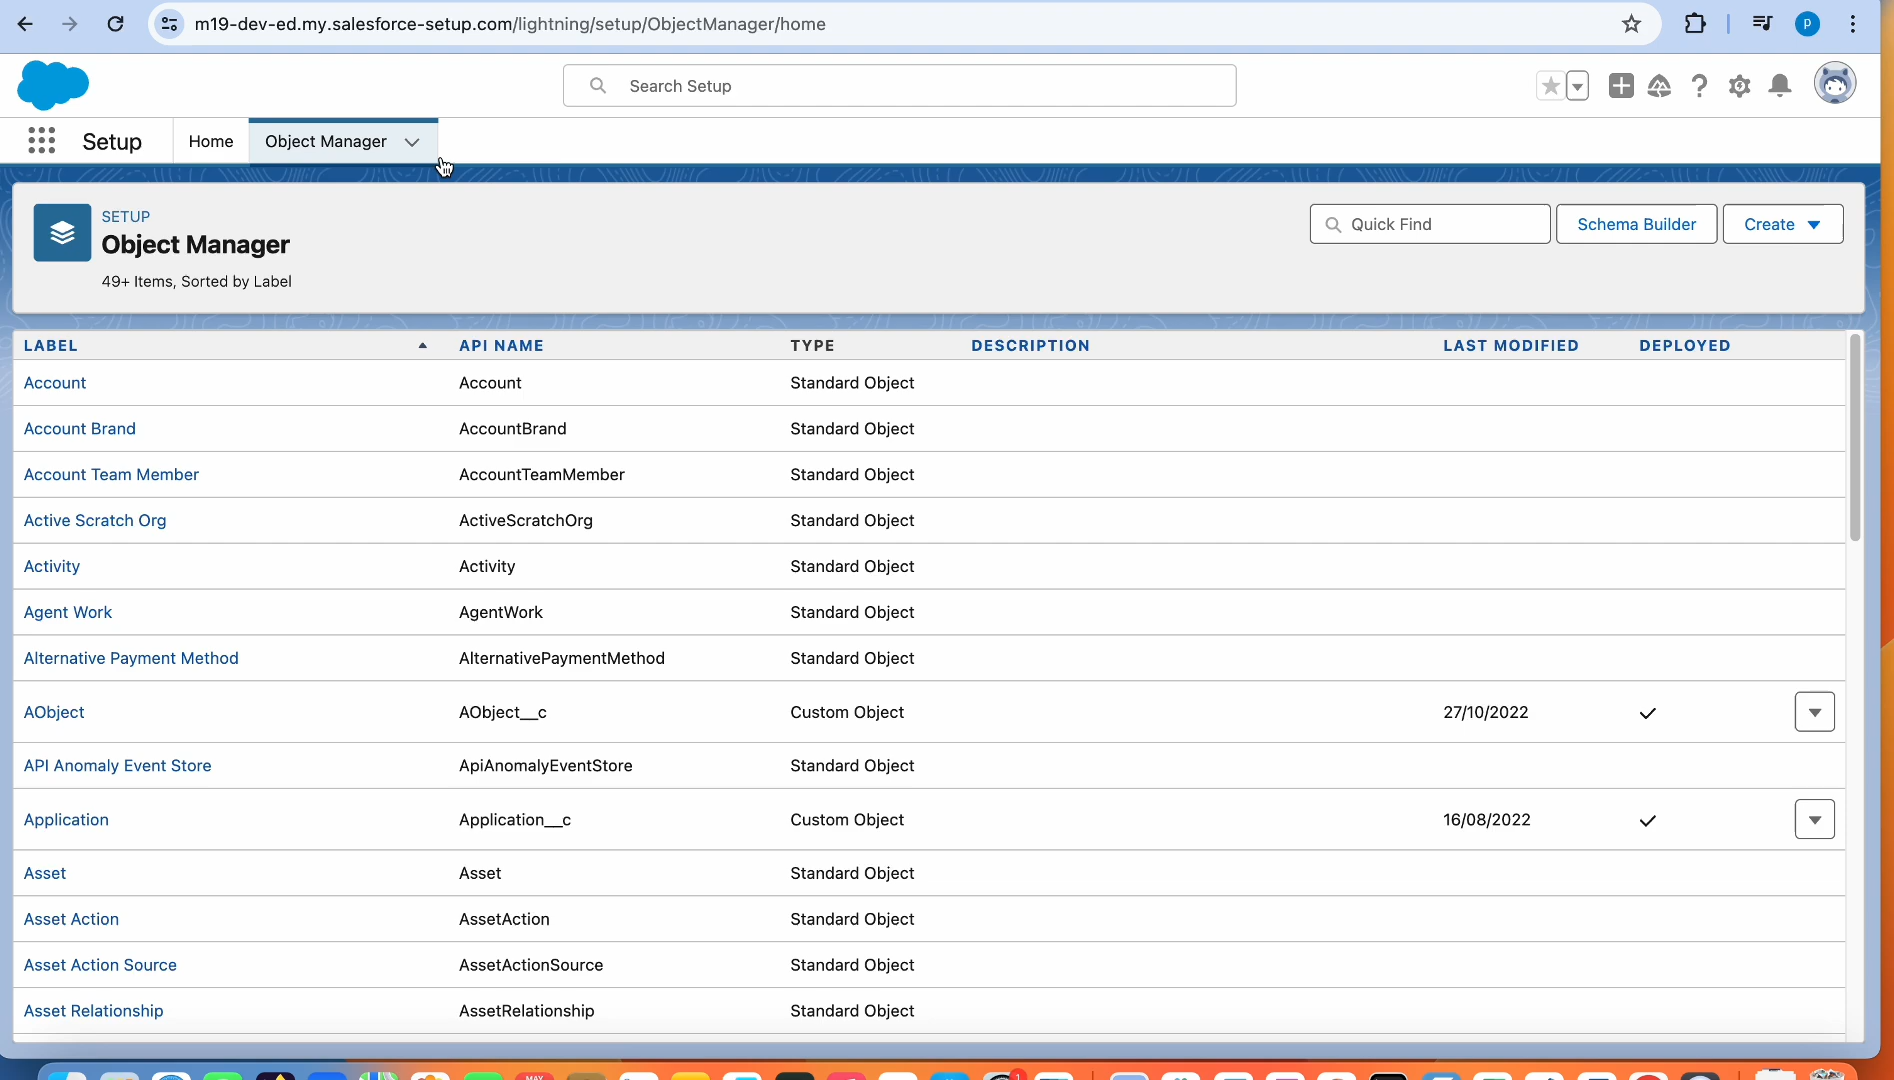 m19-dev-ed.my.salesforce-setup.com/lightning/setup/ObjectManager/home
P
Search Setup
Setup Home Object Manager
SETUP
Object Manager
49+ Items, Sorted by Label
Quick Find Schema Builder Create
LABEL API NAME TYPE DESCRIPTION LAST MODIFIED DEPLOYED
Account Account Standard Object
Account Brand AccountBrand Standard Object
Account Team Member AccountTeamMember Standard Object
Active Scratch Org ActiveScratchOrg Standard Object
Activity Activity Standard Object
Agent Work AgentWork Standard Object
Alternative Payment Method AlternativePaymentMethod Standard Object
AObject AObject__c Custom Object 27/10/2022
API Anomaly Event Store ApiAnomalyEventStore Standard Object
Application Application__c Custom Object 16/08/2022
Asset Asset Standard Object
Asset Action AssetAction Standard Object
Asset Action Source AssetActionSource Standard Object
Asset Relationship AssetRelationship Standard Object
MAY 1